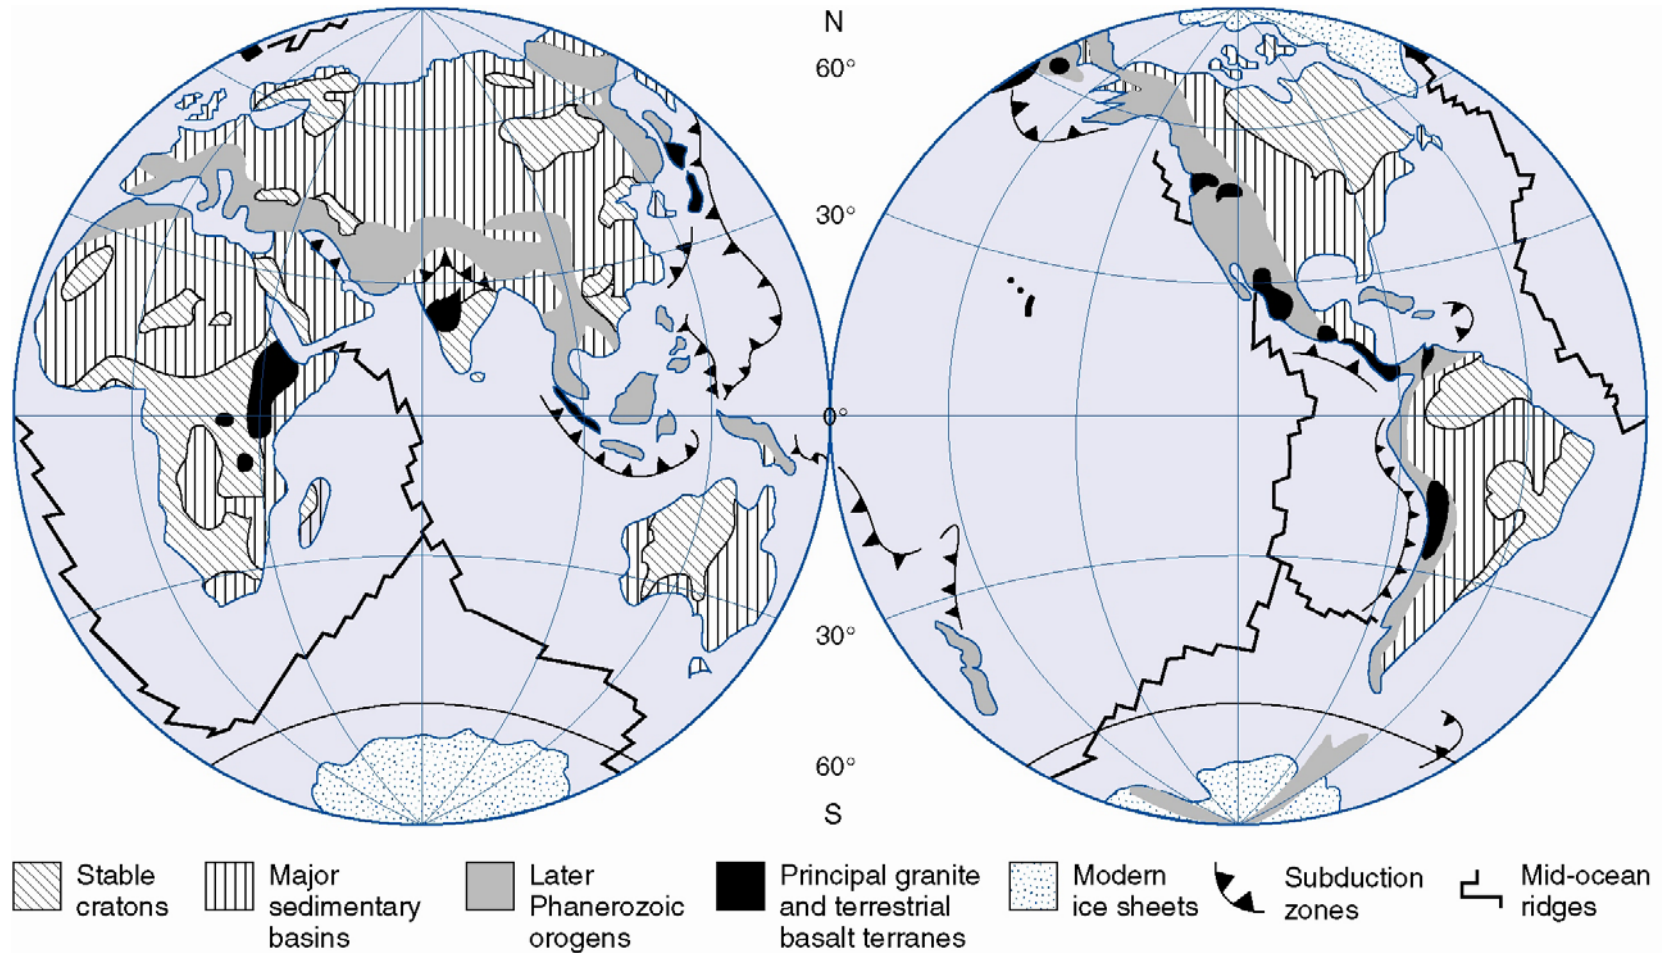 N
60°
30°
0°
30°
60°
S
Stable
cratons
Major
sedimentary
basins
Later
Phanerozoic
orogens
Principal granite
and terrestrial
basalt terranes
Modern
ice sheets
Subduction
zones
Mid-ocean
ridges